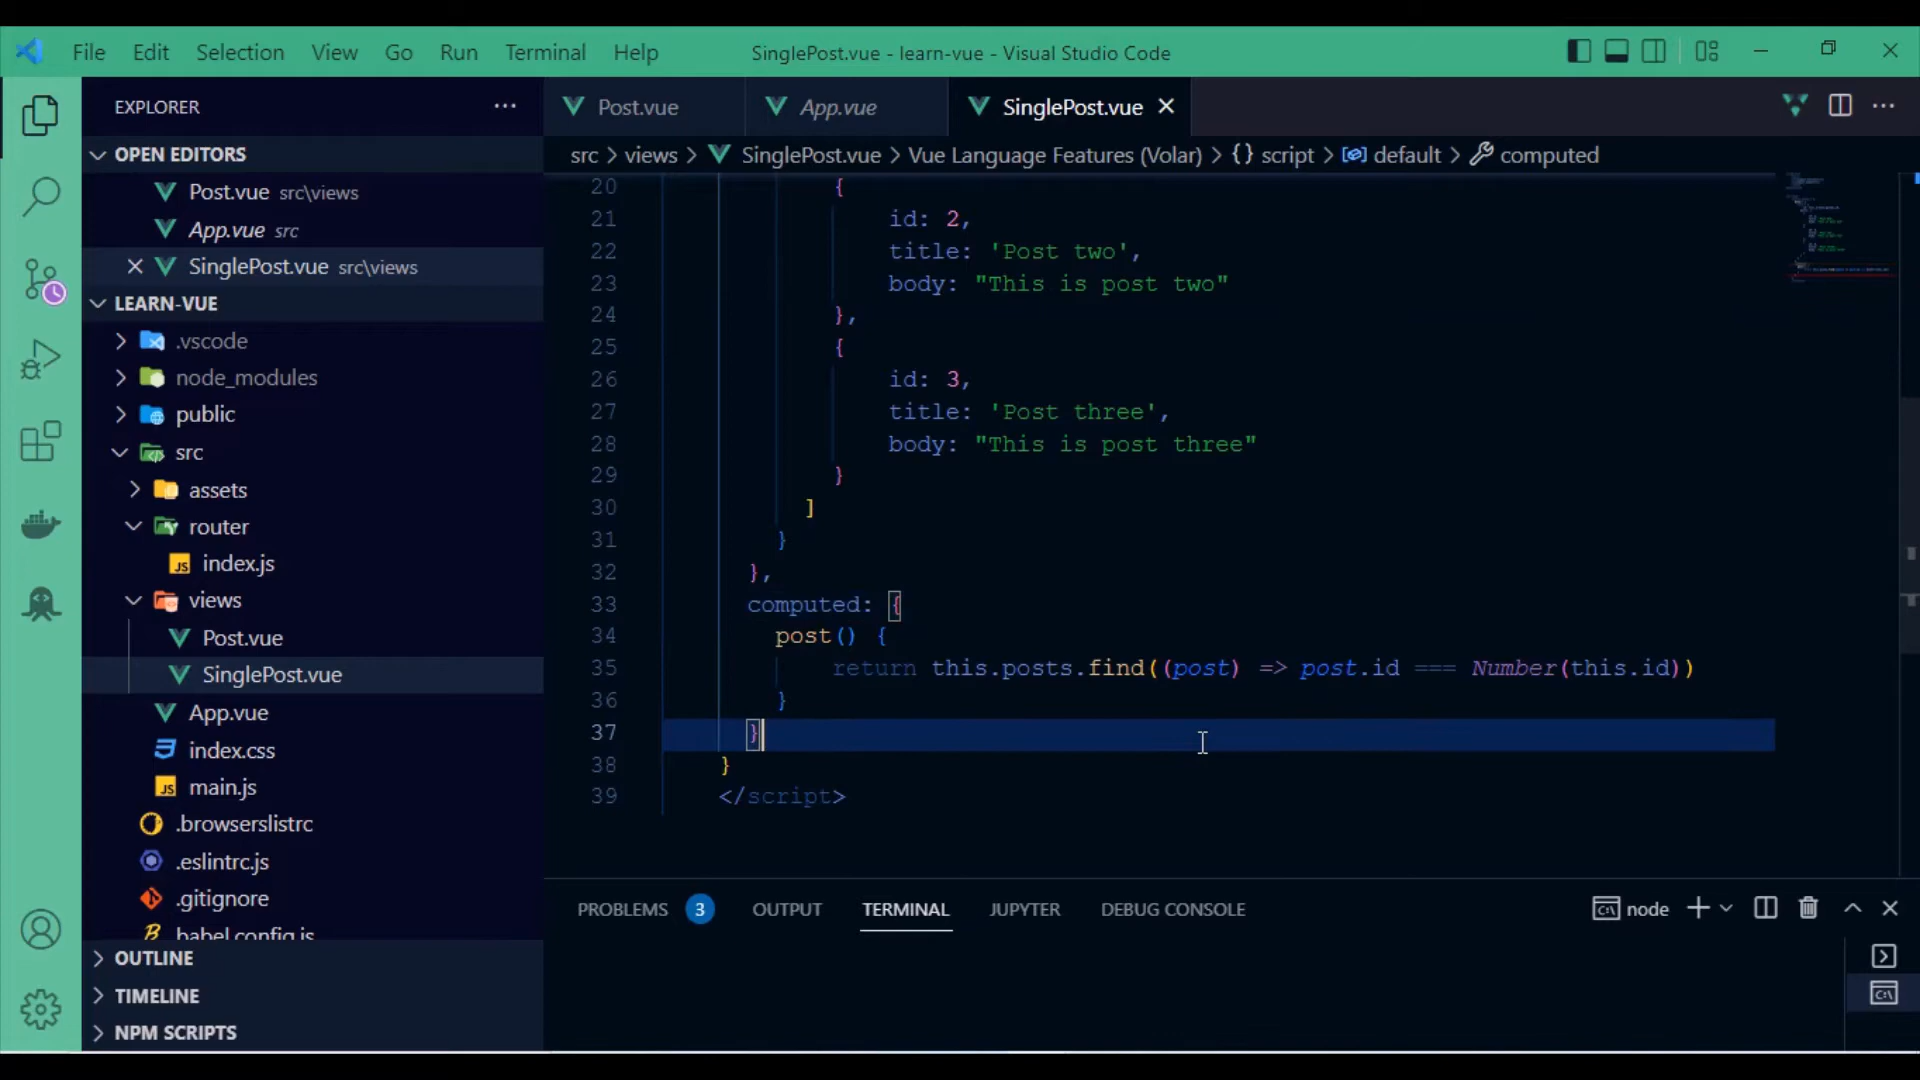 File Edit Selection View Go Run Terminal Help SinglePost.vue - learn-vue - Visual Studio Code
EXPLORER
OPEN EDITORS
Post.vue src\views
App.vue src
SinglePost.vue src\views
LEARN-VUE
.vscode
node_modules
public
src
assets
router
JS index.js
views
Post.vue
SinglePost.vue
App.vue
index.css
JS main.js
.browserslistrc
.eslintrc.js
.gitignore
babel.config.js
OUTLINE
TIMELINE
NPM SCRIPTS
Post.vue App.vue SinglePost.vue
src > views > SinglePost.vue > Vue Language Features (Volar) > {} script > default > computed
20 {
21 id: 2,
22 title: 'Post two',
23 body: "This is post two"
24 },
25 {
26 id: 3,
27 title: 'Post three',
28 body: "This is post three"
29 }
30 ]
31 }
32 },
33 computed: {
34 post() {
35 return this.posts.find((post) => post.id === Number(this.id))
36 }
37 }
38 }
39 </script>
PROBLEMS 3 OUTPUT TERMINAL JUPYTER DEBUG CONSOLE node